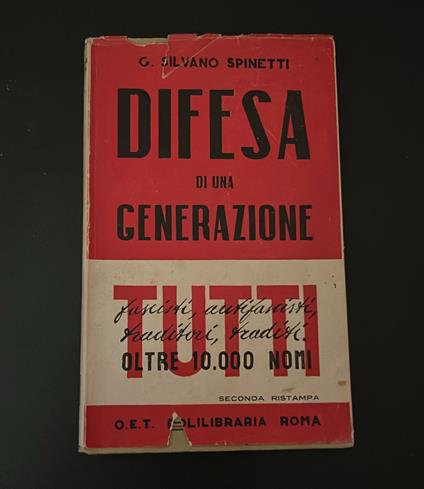 G. SILVANO SPINETTI
DIFESA
DI UNA
GENERAZIONE
TUTTI
fascisti, antifascisti,
traditori, traditi.
OLTRE 10.000 NOMI
SECONDA RISTAMPA
O.E.T. POLILIBRARIA ROMA